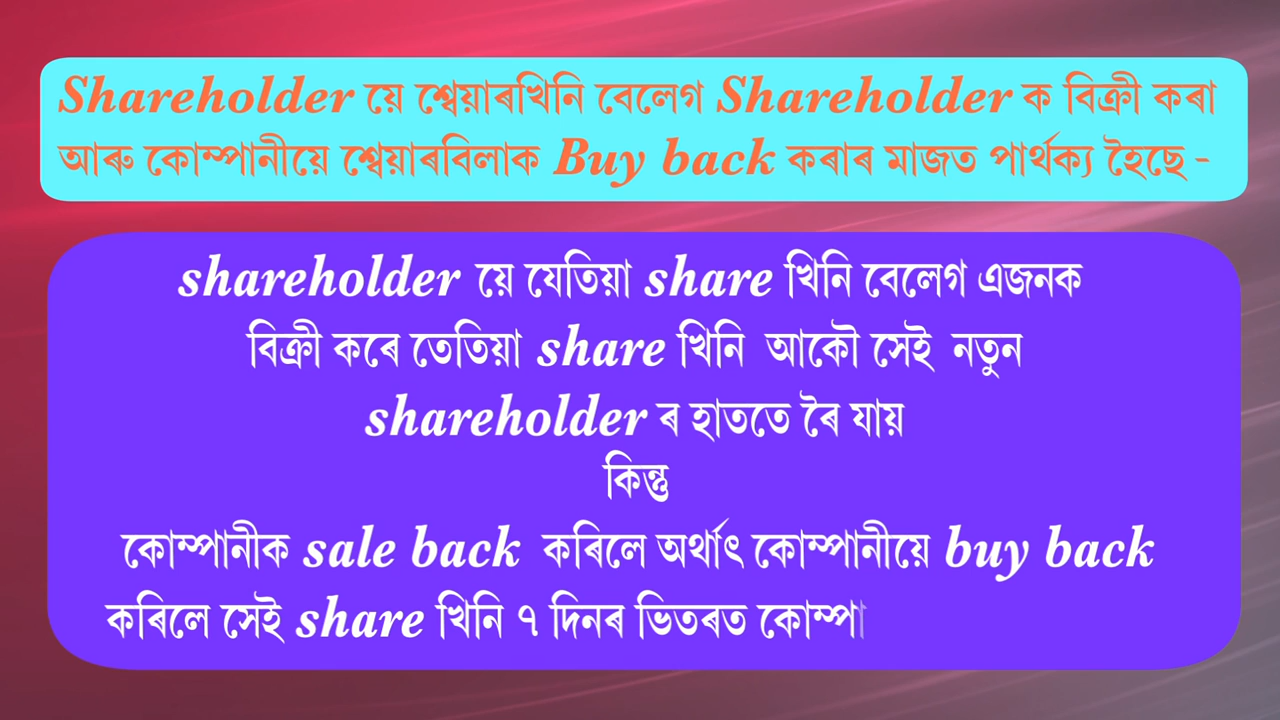 Shareholder য়ে শ্বেয়াৰখিনি বেলেগ Shareholder ক বিক্ৰী কৰা
আৰু কোম্পানীয়ে শ্বেয়াৰবিলাক Buy back কৰাৰ মাজত পাৰ্থক্য হৈছে -
shareholder য়ে যেতিয়া share খিনি বেলেগ এজনক
বিক্ৰী কৰে তেতিয়া share খিনি আকৌ সেই নতুন
shareholder ৰ হাততে ৰৈ যায়
কিন্তু
কোম্পানীক sale back কৰিলে অৰ্থাৎ কোম্পানীয়ে buy back
কৰিলে সেই share খিনি ৭ দিনৰ ভিতৰত কোম্পা